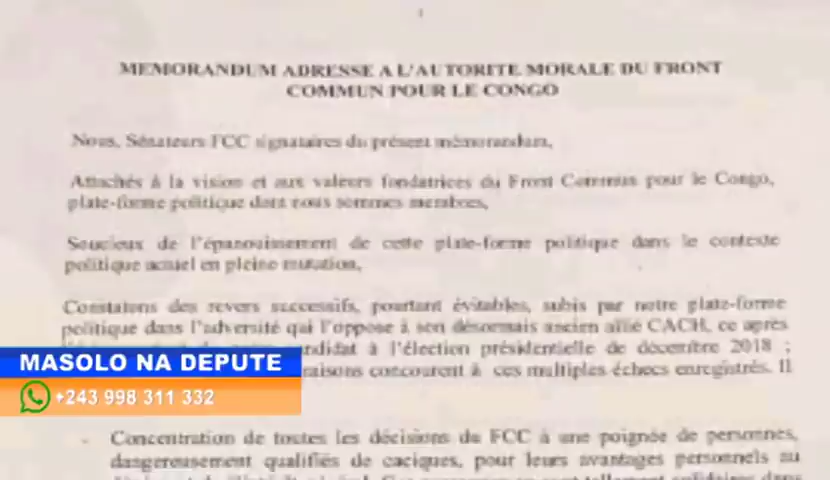 MEMORANDUM ADRESSE A L'AUTORITE MORALE DU FRONT
COMMUN POUR LE CONGO
Nous, Sénateurs FCC signataires du présent mémorandum,
Attachés à la vision et aux valeurs fondatrices du Front Commun pour le Congo,
plate-forme politique dont nous sommes membres,
Soucieux de l'épanouissement de cette plate-forme politique dans le contexte
politique actuel en pleine mutation,
Constatons des revers successifs, pourtant évitables, subis par notre plate-forme
politique dans l'adversité qui l'oppose à son désormais ancien allié CACH, ce après
candidat à l'élection présidentielle de décembre 2018 ;
raisons concourent à ces multiples échecs enregistrés. Il
MASOLO NA DEPUTE
+243 998 311 332
- Concentration de toutes les décisions du FCC à une poignée de personnes,
dangereusement qualifiés de caciques, pour leurs avantages personnels au